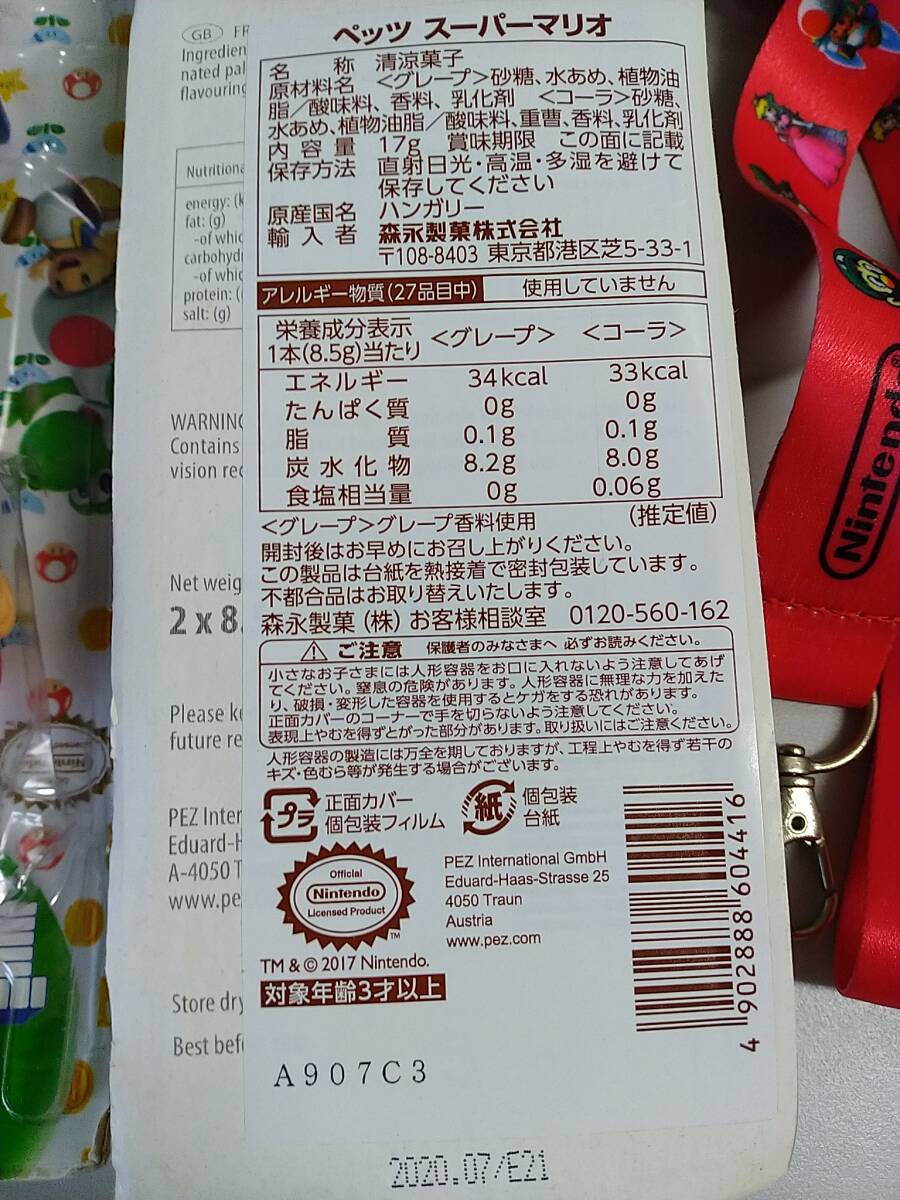 ペッツ スーパーマリオ
名 称 清涼菓子
原材料名 <グレープ>砂糖、水あめ、植物油
脂/酸味料、香料、乳化剤 <コーラ>砂糖、
水あめ、植物油脂/酸味料、重曹、香料、乳化剤
内 容 量 17g 賞味期限 この面に記載
保存方法 直射日光・高温・多湿を避けて
保存してください
原産国名 ハンガリー
輸 入 者 森永製菓株式会社
〒108-8403 東京都港区芝5-33-1
アレルギー物質(27品目中) 使用していません
栄養成分表示
1本(8.5g)当たり <グレープ> <コーラ>
エネルギー 34kcal 33kcal
たんぱく質 0g 0g
脂 質 0.1g 0.1g
炭水化物 8.2g 8.0g
食塩相当量 0g 0.06g
<グレープ>グレープ香料使用 (推定値)
開封後はお早めにお召し上がりください。
この製品は台紙を熱接着で密封包装しています。
不都合品はお取り替えいたします。
森永製菓(株)お客様相談室 0120-560-162
⚠ ご注意 保護者のみなさまへ 必ずお読みください。
小さなお子さまには人形容器をお口に入れないよう注意してあげ
てください。窒息の危険があります。人形容器に無理な力を加えた
り、破損・変形した容器を使用するとケガをする恐れがあります。
正面カバーのコーナーで手を切らないよう注意してください。
表現上やむを得ずとがった部分があります。取り扱いにはご注意ください。
人形容器の製造には万全を期しておりますが、工程上やむを得ず若干の
キズ・色むら等が発生する場合がございます。
プラ 正面カバー
個包装フィルム
紙 個包装
台紙
Official
Nintendo
Licensed Product
TM
PEZ International GmbH
Eduard-Haas-Strasse 25
4050 Traun
Austria
www.pez.com
TM & © 2017 Nintendo.
対象年齢3才以上
4 902888 604416
A907C3
2020.07/E21
GB
Ingredien
nated pal
flavouring
Nutritiona
energy: (k
fat: (g)
-of whic
carbohyd
-of whic
protein: (
salt: (g)
WARNING
Contains
vision rec
Net weig
2 x 8.
Please ke
future re
PEZ Inter
Eduard-H
A-4050 T
www.pe
Store dry
Best befo
Nintendo